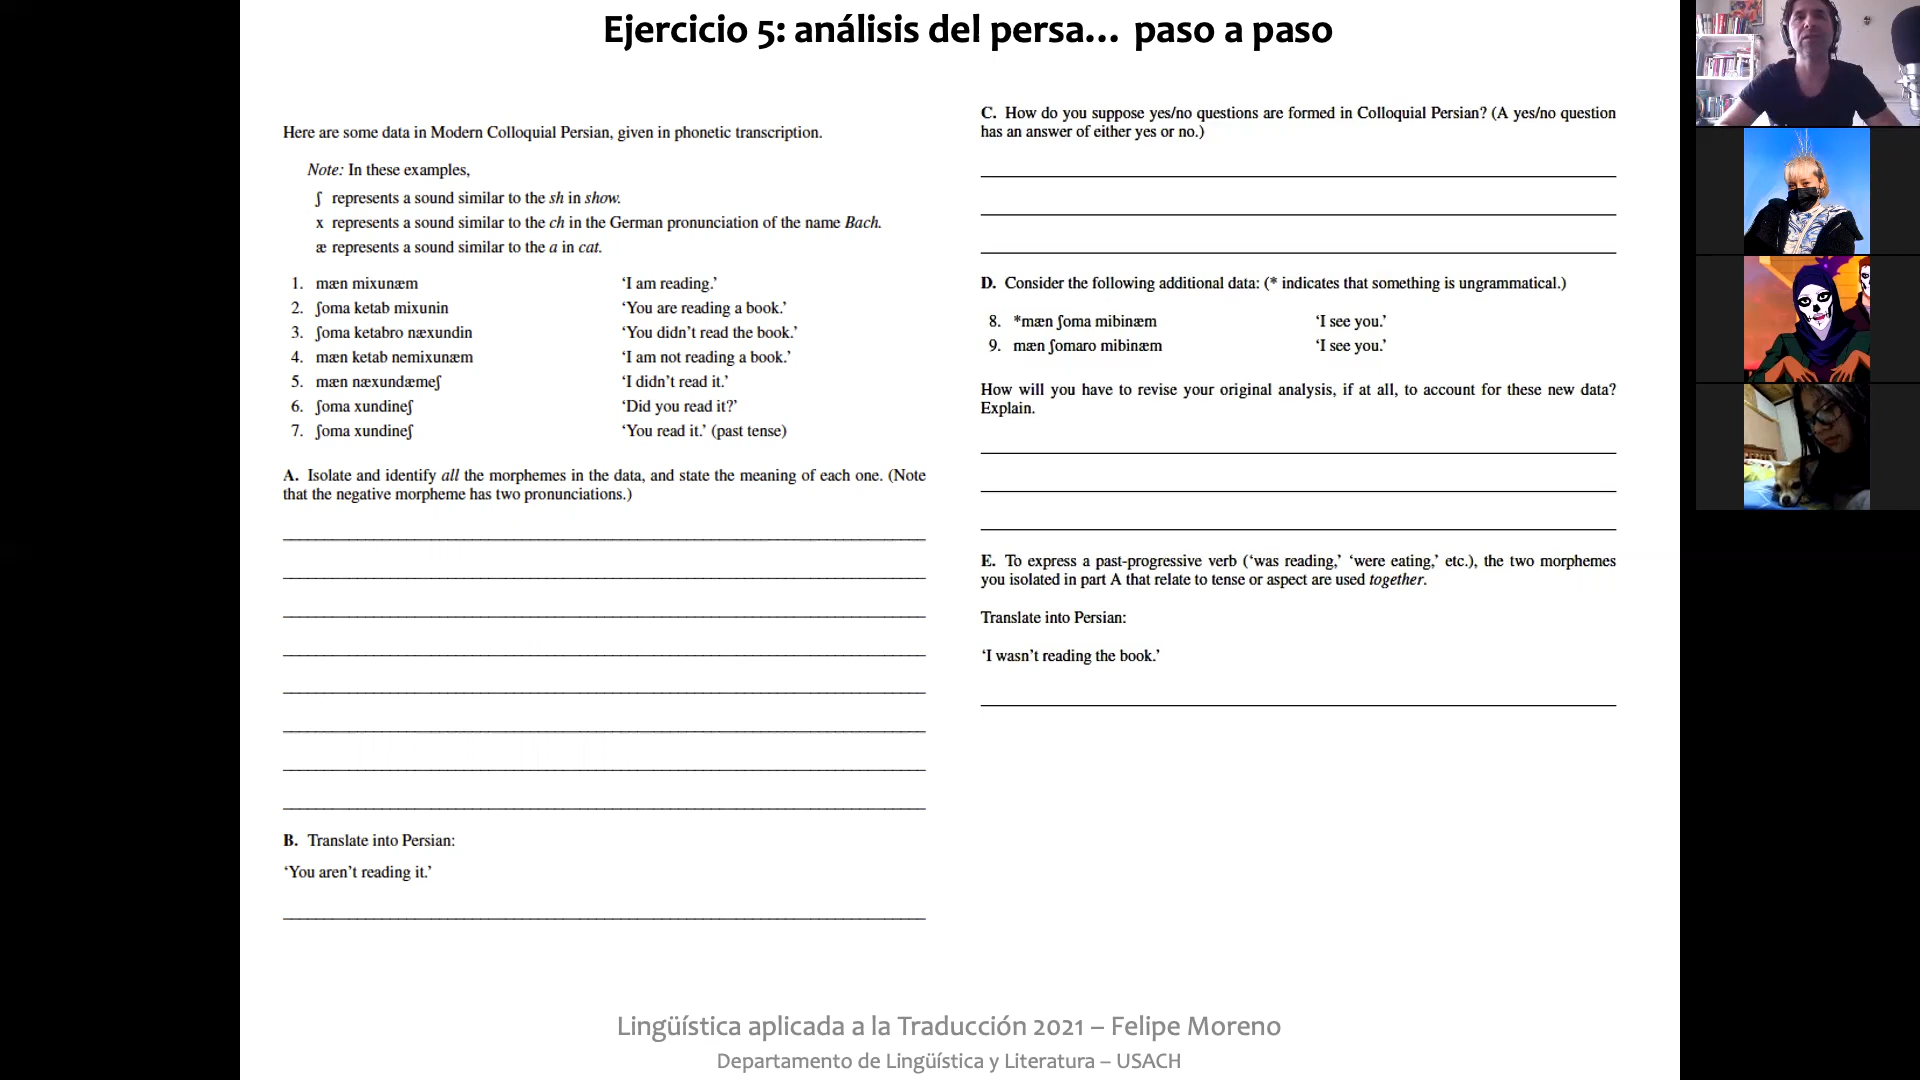 Ejercicio 5: análisis del persa... paso a paso
Here are some data in Modern Colloquial Persian, given in phonetic transcription.
Note: In these examples,
ʃ represents a sound similar to the sh in show.
x represents a sound similar to the ch in the German pronunciation of the name Bach.
æ represents a sound similar to the a in cat.
1. mæn mixunæm ‘I am reading.’
2. ʃoma ketab mixunin ‘You are reading a book.’
3. ʃoma ketabro næxundin ‘You didn’t read the book.’
4. mæn ketab nemixunæm ‘I am not reading a book.’
5. mæn næxundæmeʃ ‘I didn’t read it.’
6. ʃoma xundineʃ ‘Did you read it?’
7. ʃoma xundineʃ ‘You read it.’ (past tense)
A. Isolate and identify all the morphemes in the data, and state the meaning of each one. (Note
that the negative morpheme has two pronunciations.)
B. Translate into Persian:
‘You aren’t reading it.’
C. How do you suppose yes/no questions are formed in Colloquial Persian? (A yes/no question
has an answer of either yes or no.)
D. Consider the following additional data: (* indicates that something is ungrammatical.)
8. *mæn ʃoma mibinæm ‘I see you.’
9. mæn ʃomaro mibinæm ‘I see you.’
How will you have to revise your original analysis, if at all, to account for these new data?
Explain.
E. To express a past-progressive verb (‘was reading,’ ‘were eating,’ etc.), the two morphemes
you isolated in part A that relate to tense or aspect are used together.
Translate into Persian:
‘I wasn’t reading the book.’
Lingüística aplicada a la Traducción 2021 – Felipe Moreno
Departamento de Lingüística y Literatura – USACH